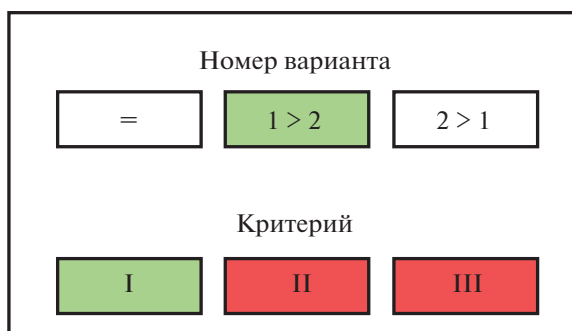 Номер варианта
= 1 > 2 2 > 1
Критерий
I II III